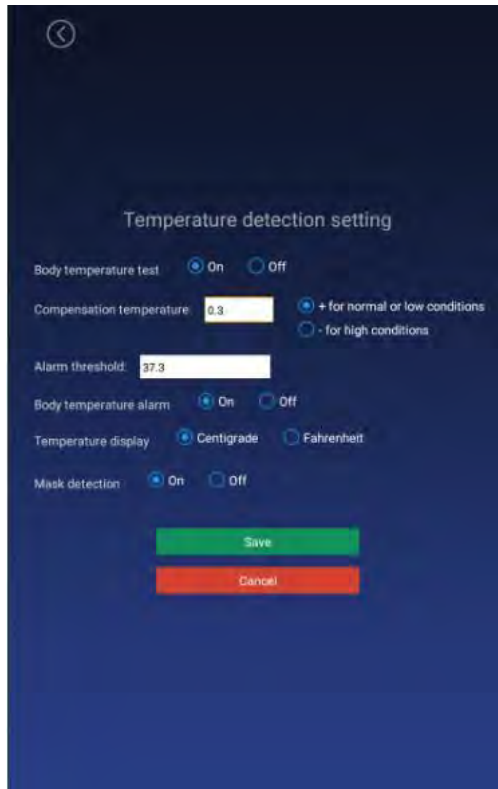 Temperature detection setting
Body temperature test On Off
Compensation temperature 0.3 + for normal or low conditions
- for high conditions
Alarm threshold: 37.3
Body temperature alarm On Off
Temperature display Centigrade Fahrenheit
Mask detection On Off
Save
Cancel